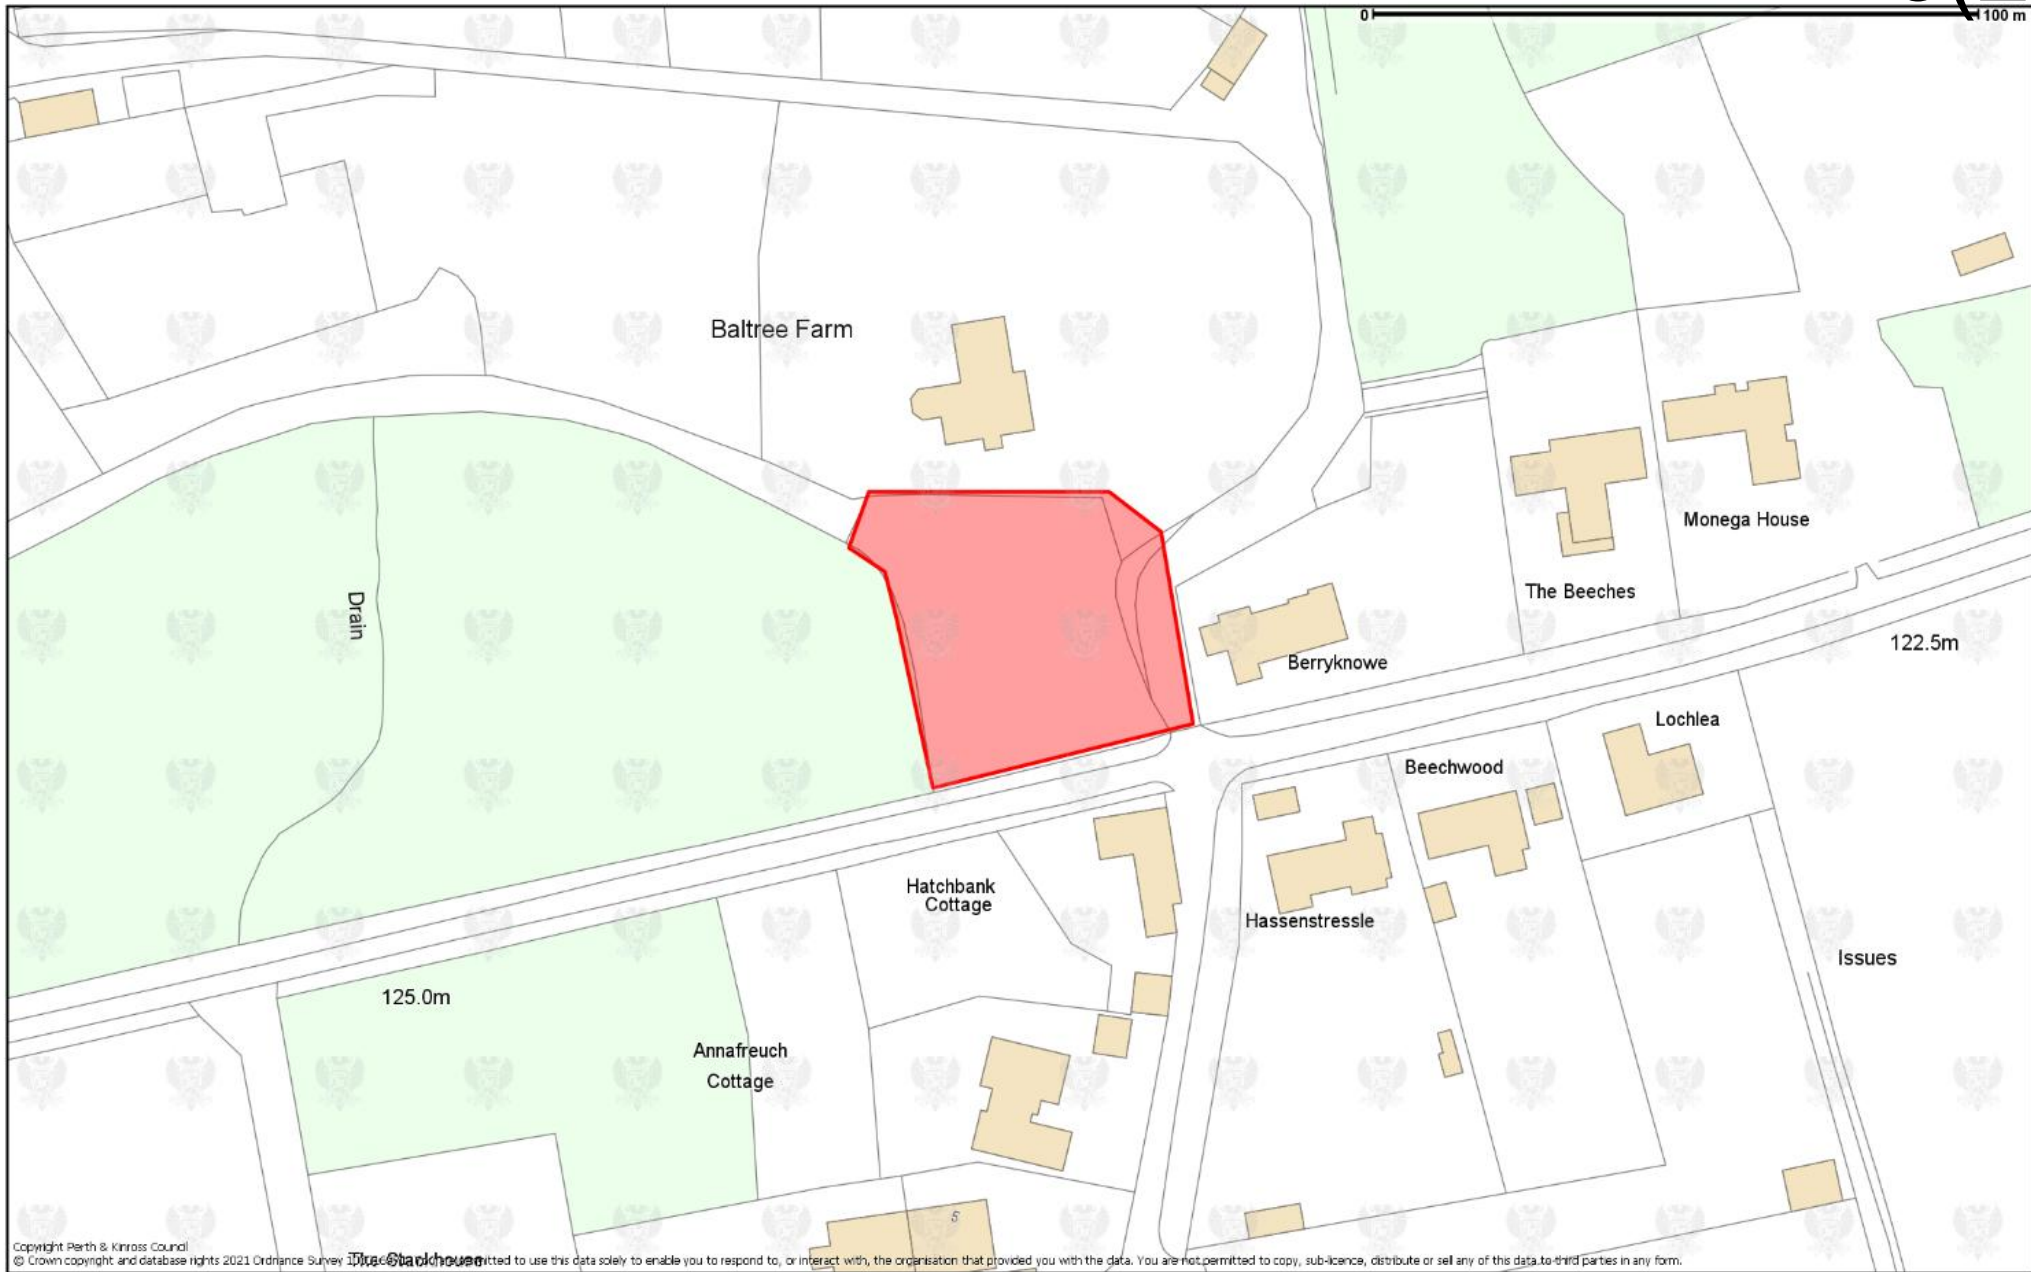 0
100 m
Baltree Farm
Monega House
The Beeches
Drain
122.5m
Berryknowe
Lochlea
Beechwood
Hatchbank
Cottage
Hassenstressle
Issues
125.0m
Annafreuch
Cottage
5
The Stackhouse
Copyright Perth & Kinross Council
© Crown copyright and database rights 2021 Ordnance Survey permitted to use this data solely to enable you to respond to, or interact with, the organisation that provided you with the data. You are not permitted to copy, sub-licence, distribute or sell any of this data to third parties in any form.